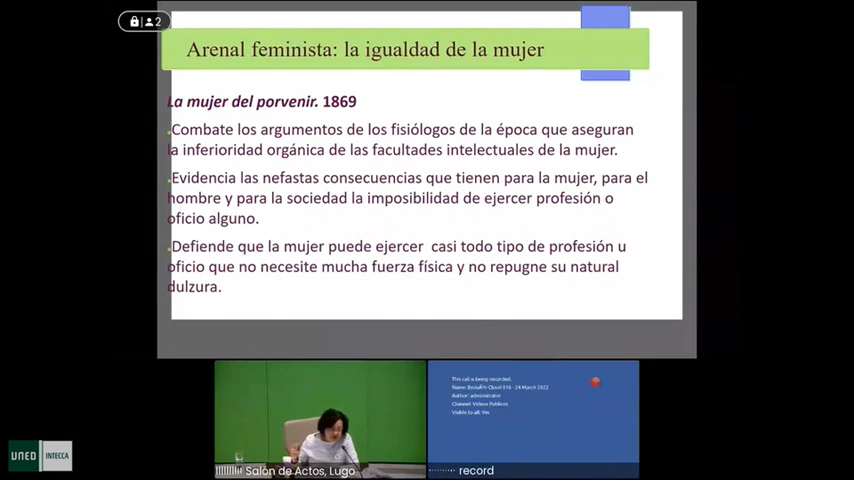 2
Arenal feminista: la igualdad de la mujer
La mujer del porvenir. 1869
Combate los argumentos de los fisiólogos de la época que aseguran
la inferioridad orgánica de las facultades intelectuales de la mujer.
Evidencia las nefastas consecuencias que tienen para la mujer, para el
hombre y para la sociedad la imposibilidad de ejercer profesión o
oficio alguno.
Defiende que la mujer puede ejercer casi todo tipo de profesión u
oficio que no necesite mucha fuerza física y no repugne su natural
dulzura.
This call is being recorded.
Author: administrator
Channel: Videos Publicos
Visible to all: Yes
Salón de Actos, Lugo
record
UNED INTECCA